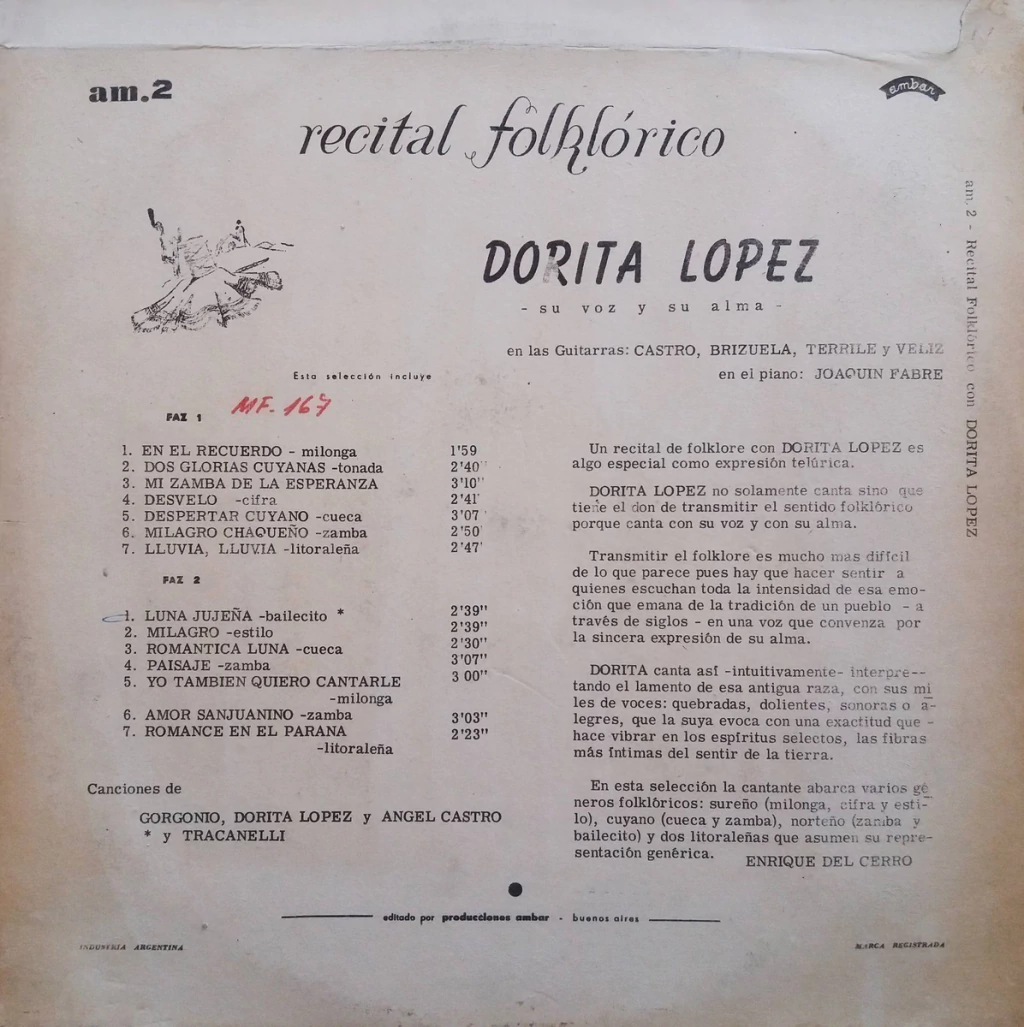 am.2
ambar
recital folklórico
DORITA LOPEZ
- su voz y su alma -
en las Guitarras: CASTRO, BRIZUELA, TERRILE y VELIZ
en el piano: JOAQUIN FABRE
Esta selección incluye
FAZ 1
MF. 167
1. EN EL RECUERDO - milonga 1'59
2. DOS GLORIAS CUYANAS -tonada 2'40''
3. MI ZAMBA DE LA ESPERANZA 3'10''
4. DESVELO -cifra 2'41'
5. DESPERTAR CUYANO -cueca 3'07
6. MILAGRO CHAQUEÑO -zamba 2'50
7. LLUVIA, LLUVIA -litoraleña 2'47'
FAZ 2
1. LUNA JUJEÑA -bailecito * 2'39''
2. MILAGRO -estilo 2'39''
3. ROMANTICA LUNA -cueca 2'30''
4. PAISAJE -zamba 3'07''
5. YO TAMBIEN QUIERO CANTARLE 3 00''
-milonga
6. AMOR SANJUANINO -zamba 3'03''
7. ROMANCE EN EL PARANA 2'23''
-litoraleña
Canciones de
GORGONIO, DORITA LOPEZ y ANGEL CASTRO
* y TRACANELLI
Un recital de folklore con DORITA LOPEZ es
algo especial como expresión telúrica.
DORITA LOPEZ no solamente canta sino que
tiene el don de transmitir el sentido folklórico
porque canta con su voz y con su alma.
Transmitir el folklore es mucho mas difícil
de lo que parece pues hay que hacer sentir a
quienes escuchan toda la intensidad de esa emo-
ción que emana de la tradición de un pueblo - a
través de siglos - en una voz que convenza por
la sincera expresión de su alma.
DORITA canta así -intuitivamente- interpre--
tando el lamento de esa antigua raza, con sus mi
les de voces: quebradas, dolientes, sonoras o a-
legres, que la suya evoca con una exactitud que -
hace vibrar en los espíritus selectos, las fibras
más íntimas del sentir de la tierra.
En esta selección la cantante abarca varios gé
neros folklóricos: sureño (milonga, cifra y esti-
lo), cuyano (cueca y zamba), norteño (zamba y
bailecito) y dos litoraleñas que asumen su repre-
sentación genérica.
ENRIQUE DEL CERRO
editado por producciones ambar - buenos aires
INDUSTRIA ARGENTINA
MARCA REGISTRADA
am. 2 - Recital Folklórico con DORITA LOPEZ